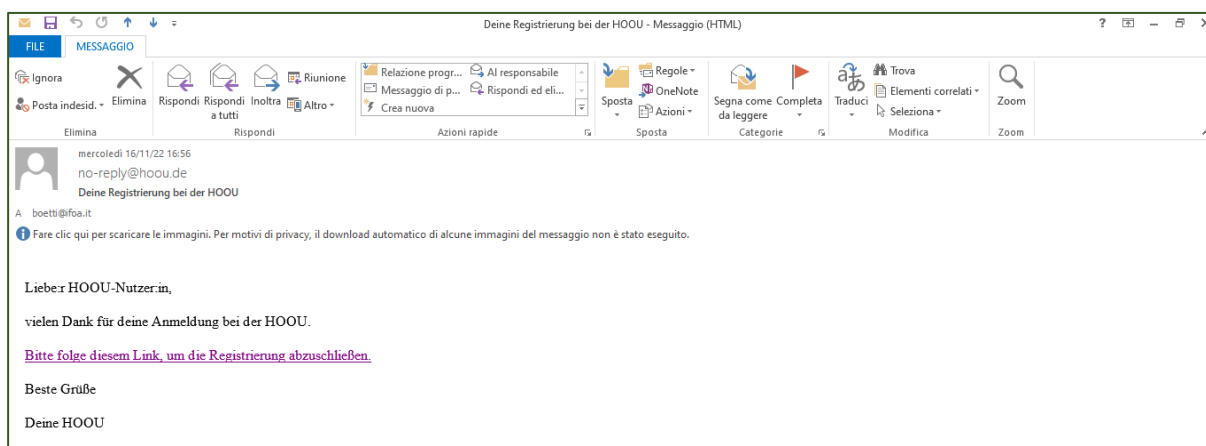 Deine Registrierung bei der HOOU - Messaggio (HTML)
FILE MESSAGGIO
Ignora
Posta indesid.
Elimina
Rispondi
Rispondi a tutti
Inoltra
Riunione
Altro
Relazione progr...
Al responsabile
Messaggio di p...
Rispondi ed eli...
Crea nuova
Sposta
Regole
OneNote
Azioni
Segna come da leggere
Completa
Traduci
Trova
Elementi correlati
Seleziona
Zoom
Elimina Rispondi Azioni rapide Sposta Categorie Modifica Zoom
mercoledì 16/11/22 16:56
no-reply@hoou.de
Deine Registrierung bei der HOOU
A boetti@ifoa.it
Fare clic qui per scaricare le immagini. Per motivi di privacy, il download automatico di alcune immagini del messaggio non è stato eseguito.
Liebe:r HOOU-Nutzer:in,
vielen Dank für deine Anmeldung bei der HOOU.
Bitte folge diesem Link, um die Registrierung abzuschließen.
Beste Grüße
Deine HOOU